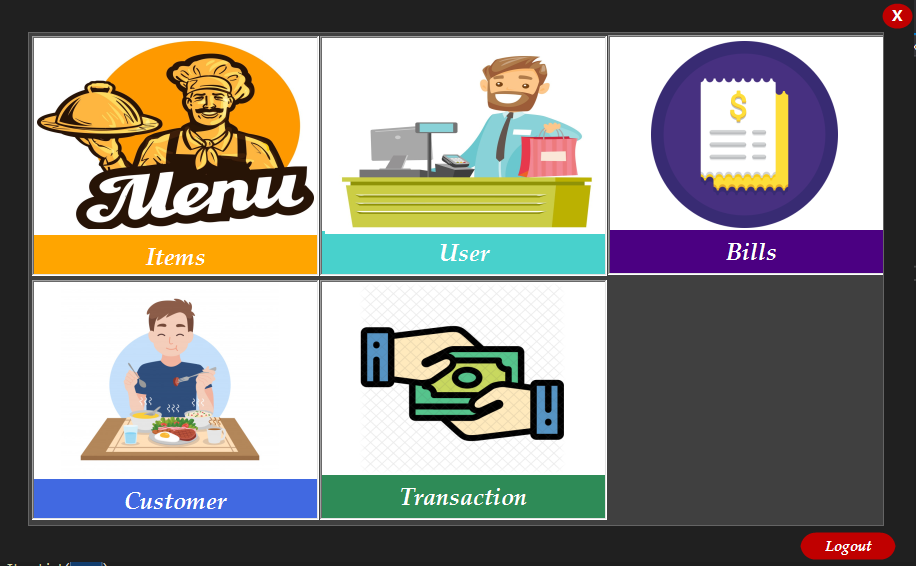 X
Menu
Items
User
$
Bills
Customer
Transaction
Logout